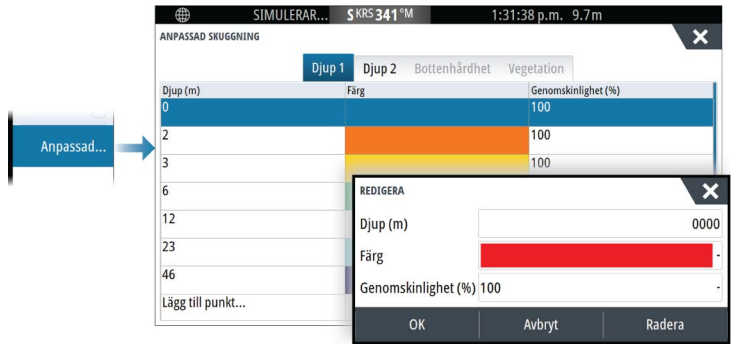 SIMULERAR... S KRS 341 °M 1:31:38 p.m. 9.7m
ANPASSAD SKUGGNING
Djup 1 Djup 2 Bottenhårdhet Vegetation
Djup (m) Färg Genomskinlighet (%)
0 100
2 100
3 100
6
12
23
46
Lägg till punkt...
Anpassad...
REDIGERA
Djup (m) 0000
Färg
Genomskinlighet (%) 100
OK Avbryt Radera